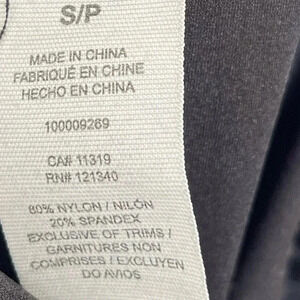 S/P
MADE IN CHINA
FABRIQUÉ EN CHINE
HECHO EN CHINA
100009269
CA# 11319
RN# 121340
80% NYLON / NILÓN
20% SPANDEX
EXCLUSIVE OF TRIMS /
GARNITURES NON
COMPRISES / EXCLUYEN
DO AVIOS